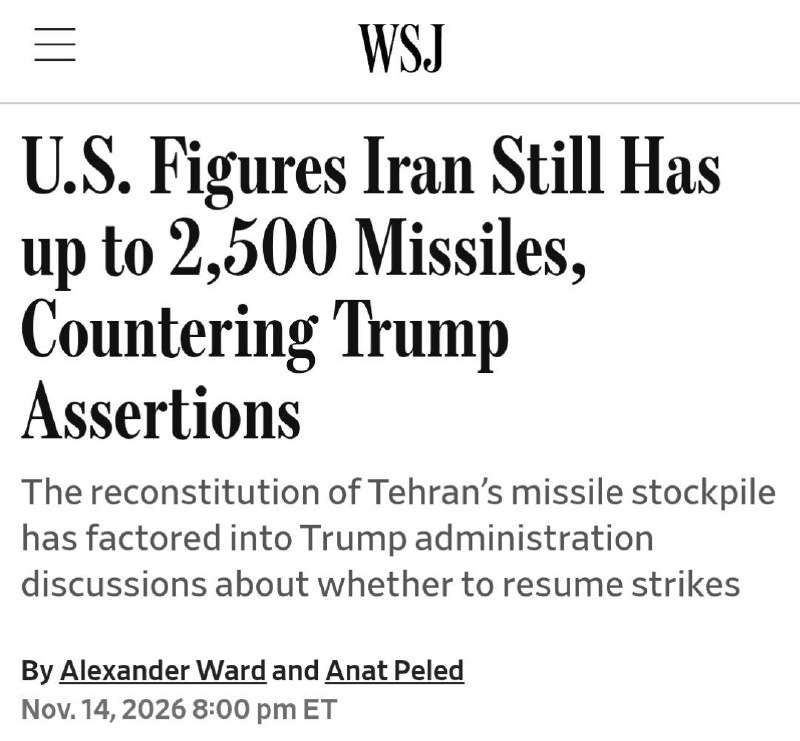 WSJ
U.S. Figures Iran Still Has
up to 2,500 Missiles,
Countering Trump
Assertions
The reconstitution of Tehran’s missile stockpile
has factored into Trump administration
discussions about whether to resume strikes
By Alexander Ward and Anat Peled
Nov. 14, 2026 8:00 pm ET